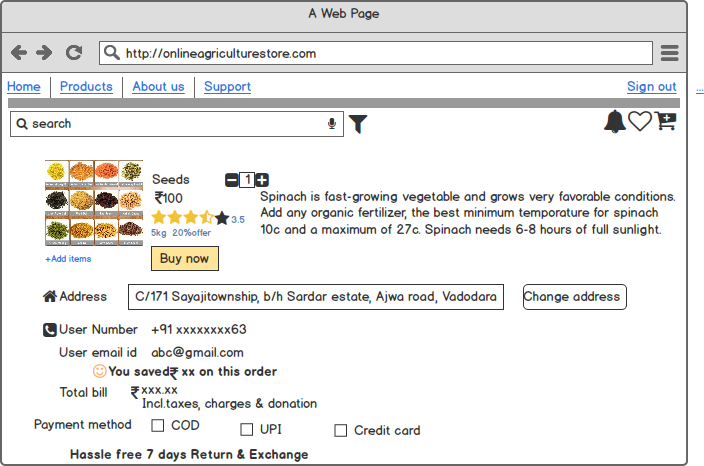 A Web Page
http://onlineagriculturestore.com
Home Products About us Support Sign out ...
search
Seeds 1
₹100
3.5
5kg 20%offer
Spinach is fast-growing vegetable and grows very favorable conditions.
Add any organic fertilizer, the best minimum temporature for spinach
10c and a maximum of 27c. Spinach needs 6-8 hours of full sunlight.
+Add items
Buy now
Address C/171 Sayajitownship, b/h Sardar estate, Ajwa road, Vadodara Change address
User Number +91 xxxxxxxx63
User email id abc@gmail.com
You saved₹ xx on this order
Total bill ₹xxx.xx
Incl.taxes, charges & donation
Payment method COD UPI Credit card
Hassle free 7 days Return & Exchange